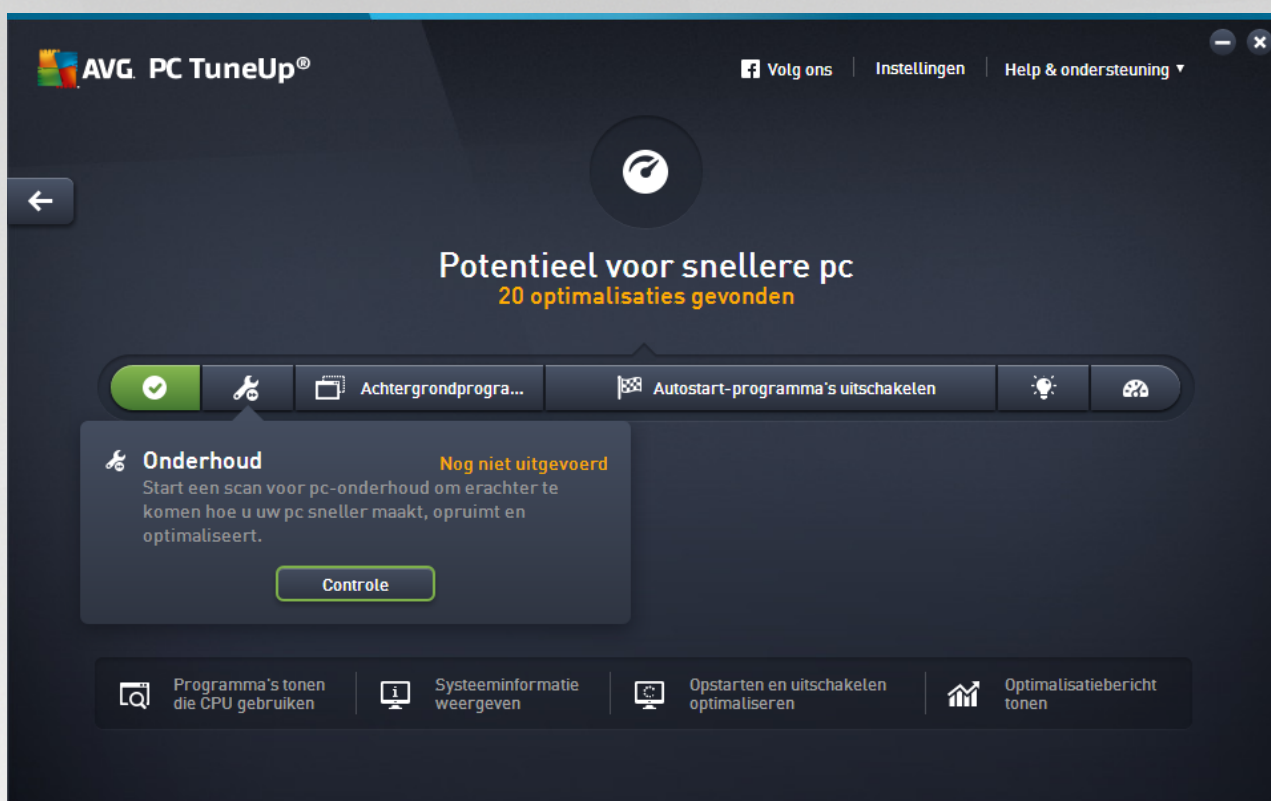 AVG. PC TuneUp®
Volg ons
Instellingen
Help & ondersteuning
Potentieel voor snellere pc
20 optimalisaties gevonden
Achtergrondprogra...
Autostart-programma's uitschakelen
Onderhoud
Nog niet uitgevoerd
Start een scan voor pc-onderhoud om erachter te
komen hoe u uw pc sneller maakt, opruimt en
optimaliseert.
Controle
Programma's tonen
die CPU gebruiken
Systeeminformatie
weergeven
Opstarten en uitschakelen
optimaliseren
Optimalisatiebericht
tonen